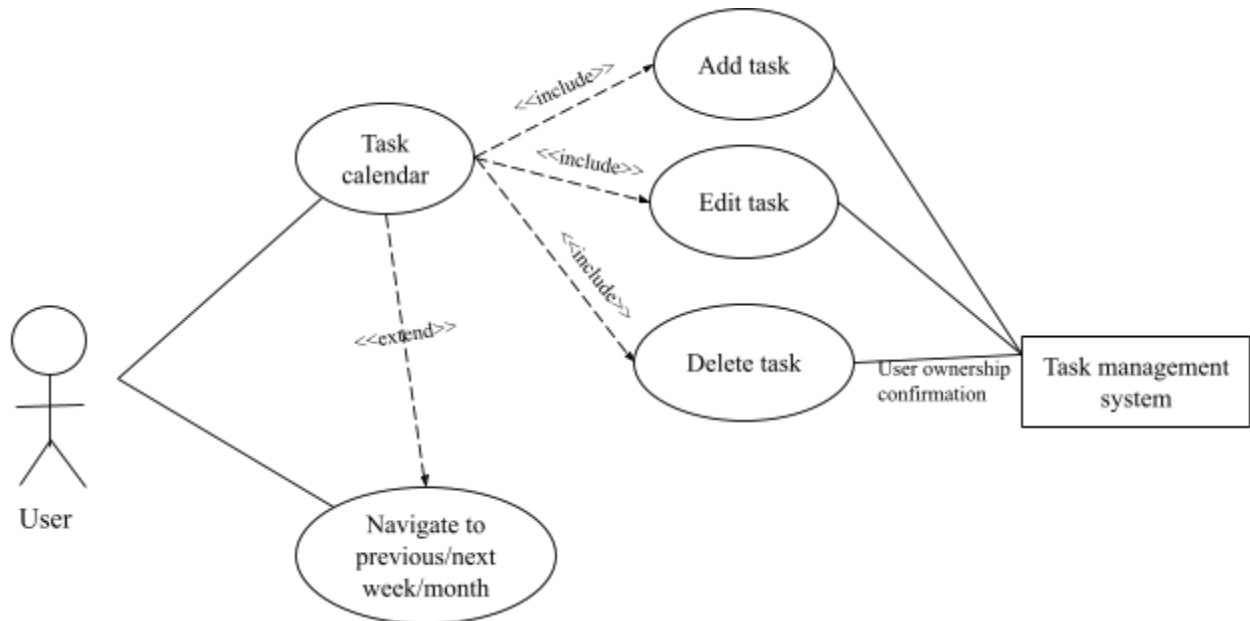 Add task
<<include>>
Task
calendar
<<include>>
Edit task
<<include>>
<<extend>>
Delete task
User ownership
confirmation
Task management
system
User
Navigate to
previous/next
week/month